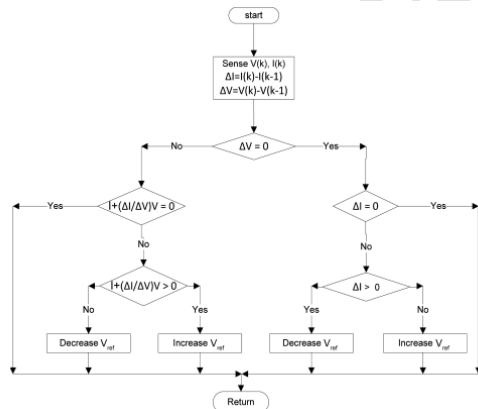 start
Sense V(k), I(k)
ΔI=I(k)-I(k-1)
ΔV=V(k)-V(k-1)
No
ΔV = 0
Yes
Yes
I+(ΔI/ΔV)V = 0
ΔI = 0
Yes
No
No
I+(ΔI/ΔV)V > 0
ΔI > 0
No
Yes
Yes
No
Decrease Vref
Increase Vref
Decrease Vref
Increase Vref
Return